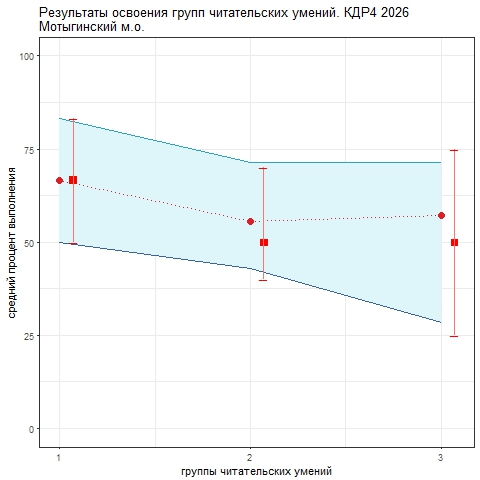 Результаты освоения групп читательских умений. КДР4 2026
Мотыгинский м.о.
100
75
50
25
0
средний процент выполнения
1
2
3
группы читательских умений